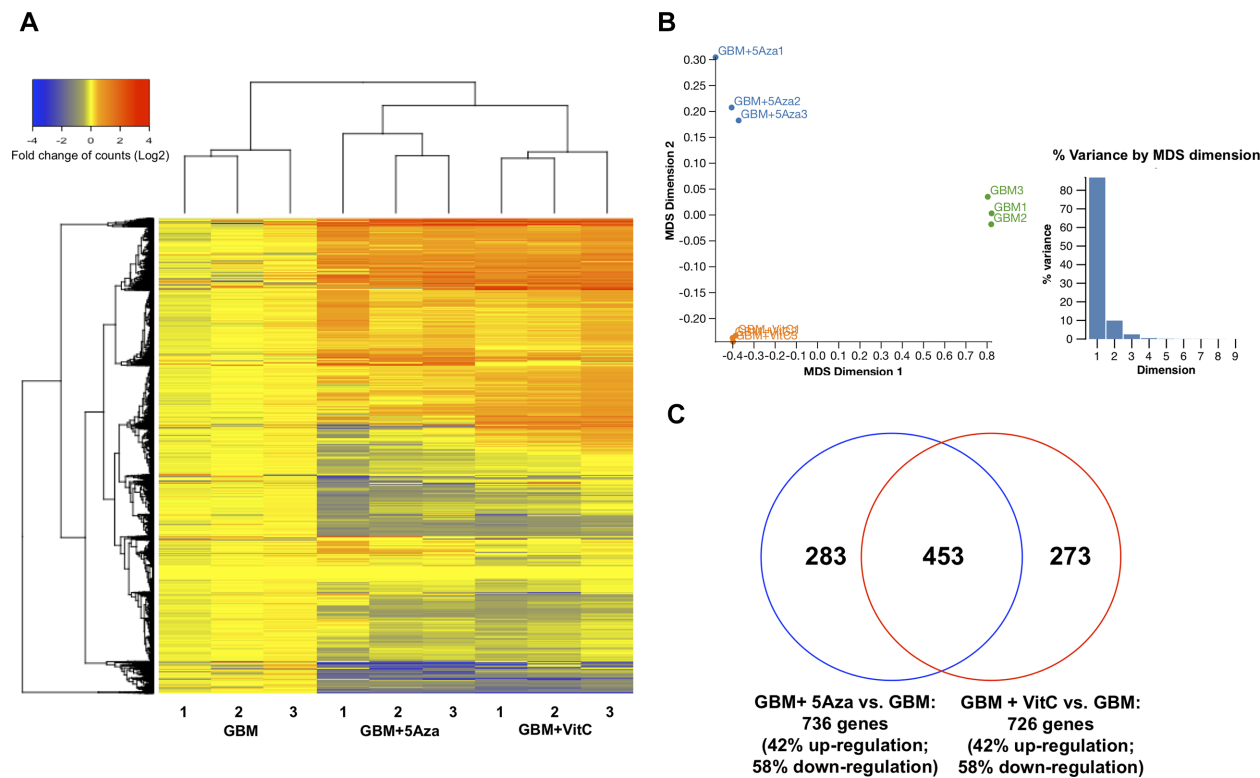 A
-4 -2 0 2 4
Fold change of counts (Log2)
1 2 3 1 2 3 1 2 3
GBM GBM+5Aza GBM+VitC
B
0.30
0.25
0.20
0.15
0.10
0.05
0.00
-0.05
-0.10
-0.15
-0.20
MDS Dimension 2
GBM+5Aza1
GBM+5Aza2
GBM+5Aza3
GBM3
GBM1
GBM2
-0.4 -0.3 -0.2 -0.1 0.0 0.1 0.2 0.3 0.4 0.5 0.6 0.7 0.8
MDS Dimension 1
% Variance by MDS dimension
80
70
60
50
40
30
20
10
0
% variance
1 2 3 4 5 6 7 8 9
Dimension
C
283 453 273
GBM+ 5Aza vs. GBM:
736 genes
(42% up-regulation;
58% down-regulation)
GBM + VitC vs. GBM:
726 genes
(42% up-regulation;
58% down-regulation)